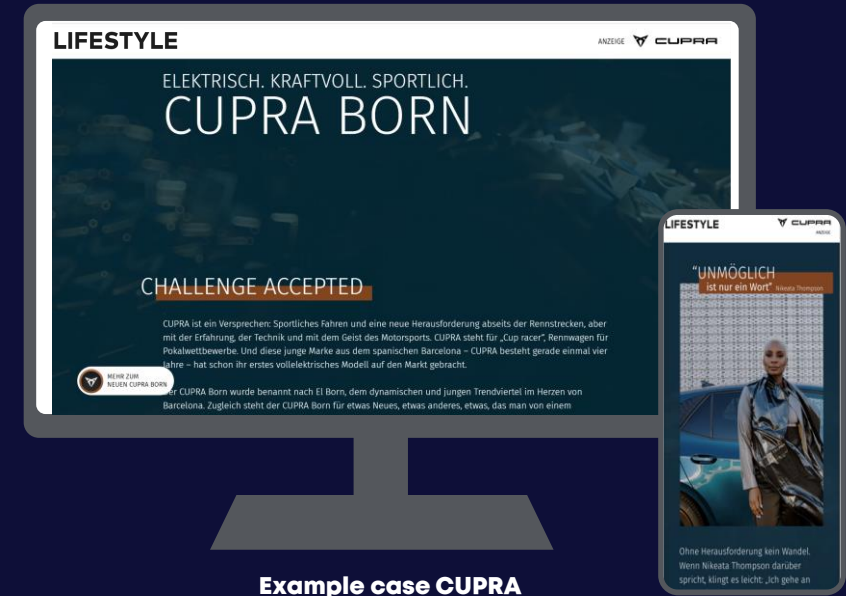 LIFESTYLE
ANZEIGE CUPRA
ELEKTRISCH. KRAFTVOLL. SPORTLICH.
CUPRA BORN
CHALLENGE ACCEPTED
CUPRA ist ein Versprechen: Sportliches Fahren und eine neue Herausforderung abseits der Rennstrecken, aber
mit der Erfahrung, der Technik und mit dem Geist des Motorsports. CUPRA steht für „Cup racer“, Rennwagen für
Pokalwettbewerbe. Und diese junge Marke aus dem spanischen Barcelona – CUPRA besteht gerade einmal vier
Jahre – hat schon ihr erstes vollelektrisches Modell auf den Markt gebracht.
MEHR ZUM
NEUEN CUPRA BORN
er CUPRA Born wurde benannt nach El Born, dem dynamischen und jungen Trendviertel im Herzen von
Barcelona. Zugleich steht der CUPRA Born für etwas Neues, etwas anderes, etwas, das man von einem
LIFESTYLE
CUPRA
ANZEIGE
“UNMÖGLICH
ist nur ein Wort” Nikeata Thompson
Ohne Herausforderung kein Wandel.
Wenn Nikeata Thompson darüber
spricht, klingt es leicht: „Ich gehe an
Example case CUPRA